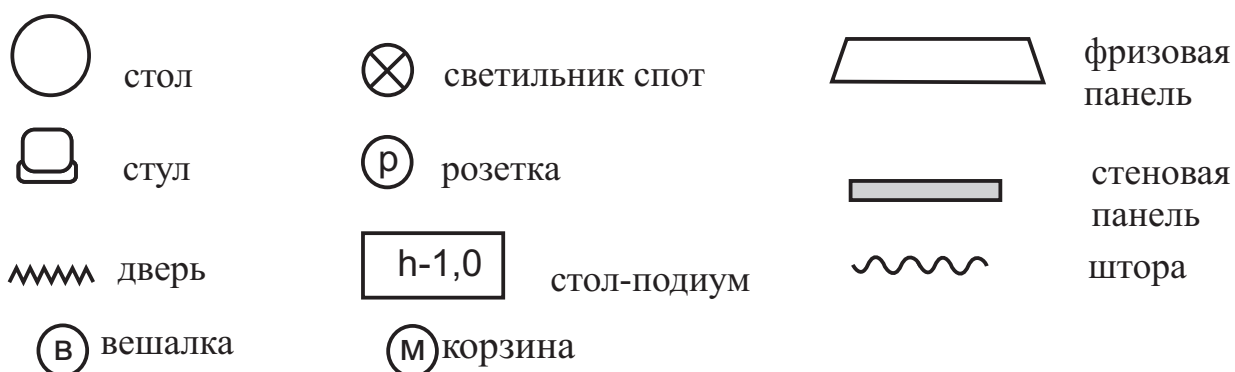 стол
светильник спот
фризовая
панель
стул
р розетка
стеновая
панель
дверь
h-1,0
стол-подиум
штора
в вешалка
м корзина